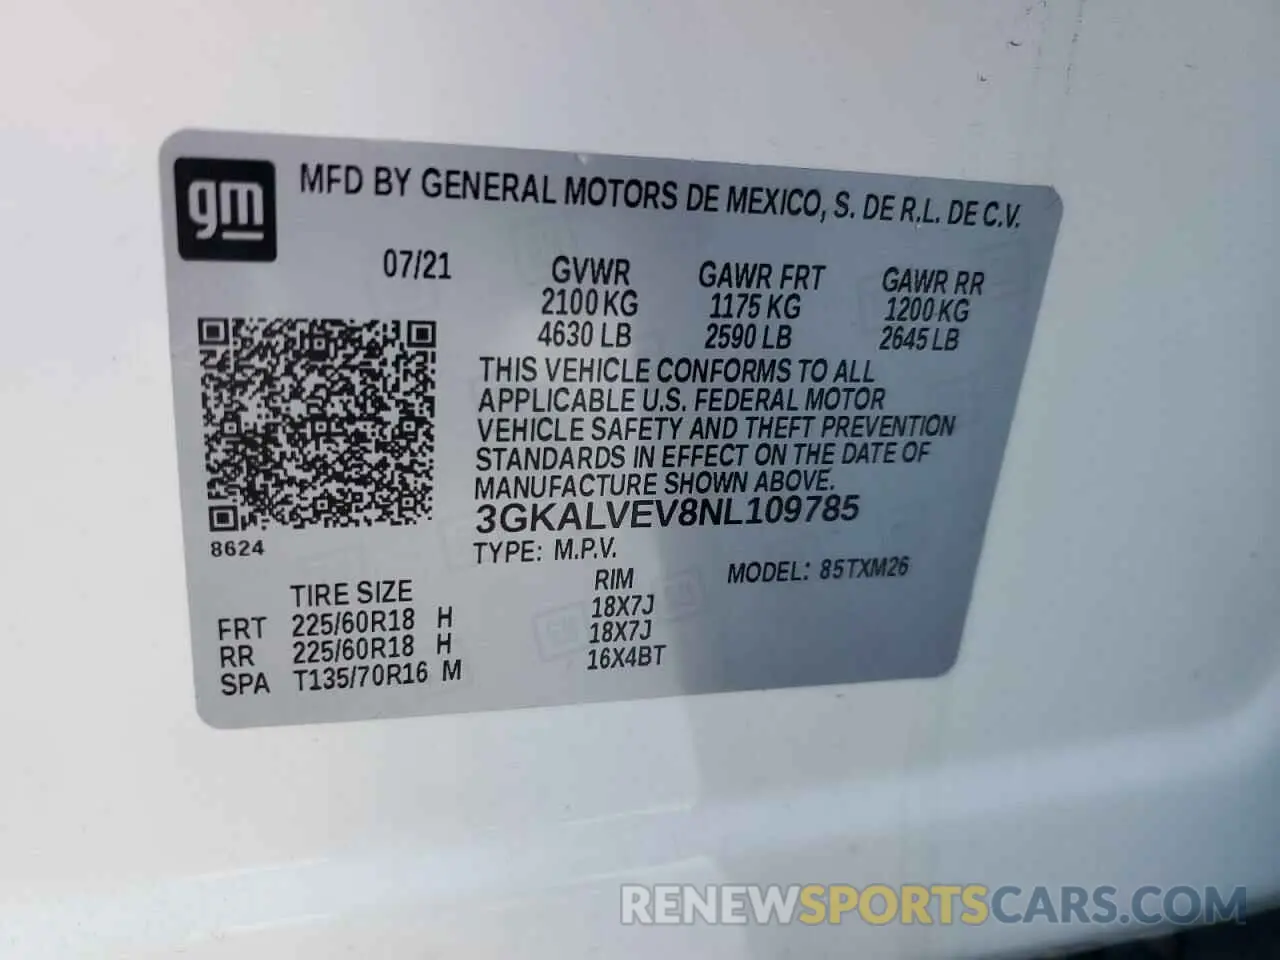 gm
MFD BY GENERAL MOTORS DE MEXICO, S. DE R.L. DE C.V.
07/21 GVWR GAWR FRT GAWR RR
2100 KG 1175 KG 1200 KG
4630 LB 2590 LB 2645 LB
THIS VEHICLE CONFORMS TO ALL
APPLICABLE U.S. FEDERAL MOTOR
VEHICLE SAFETY AND THEFT PREVENTION
STANDARDS IN EFFECT ON THE DATE OF
MANUFACTURE SHOWN ABOVE.
3GKALVEV8NL109785
8624
TYPE: M.P.V. MODEL: 85TXM26
TIRE SIZE RIM
FRT 225/60R18 H 18X7J
RR 225/60R18 H 18X7J
SPA T135/70R16 M 16X4BT
RENEWSPORTSCARS.COM